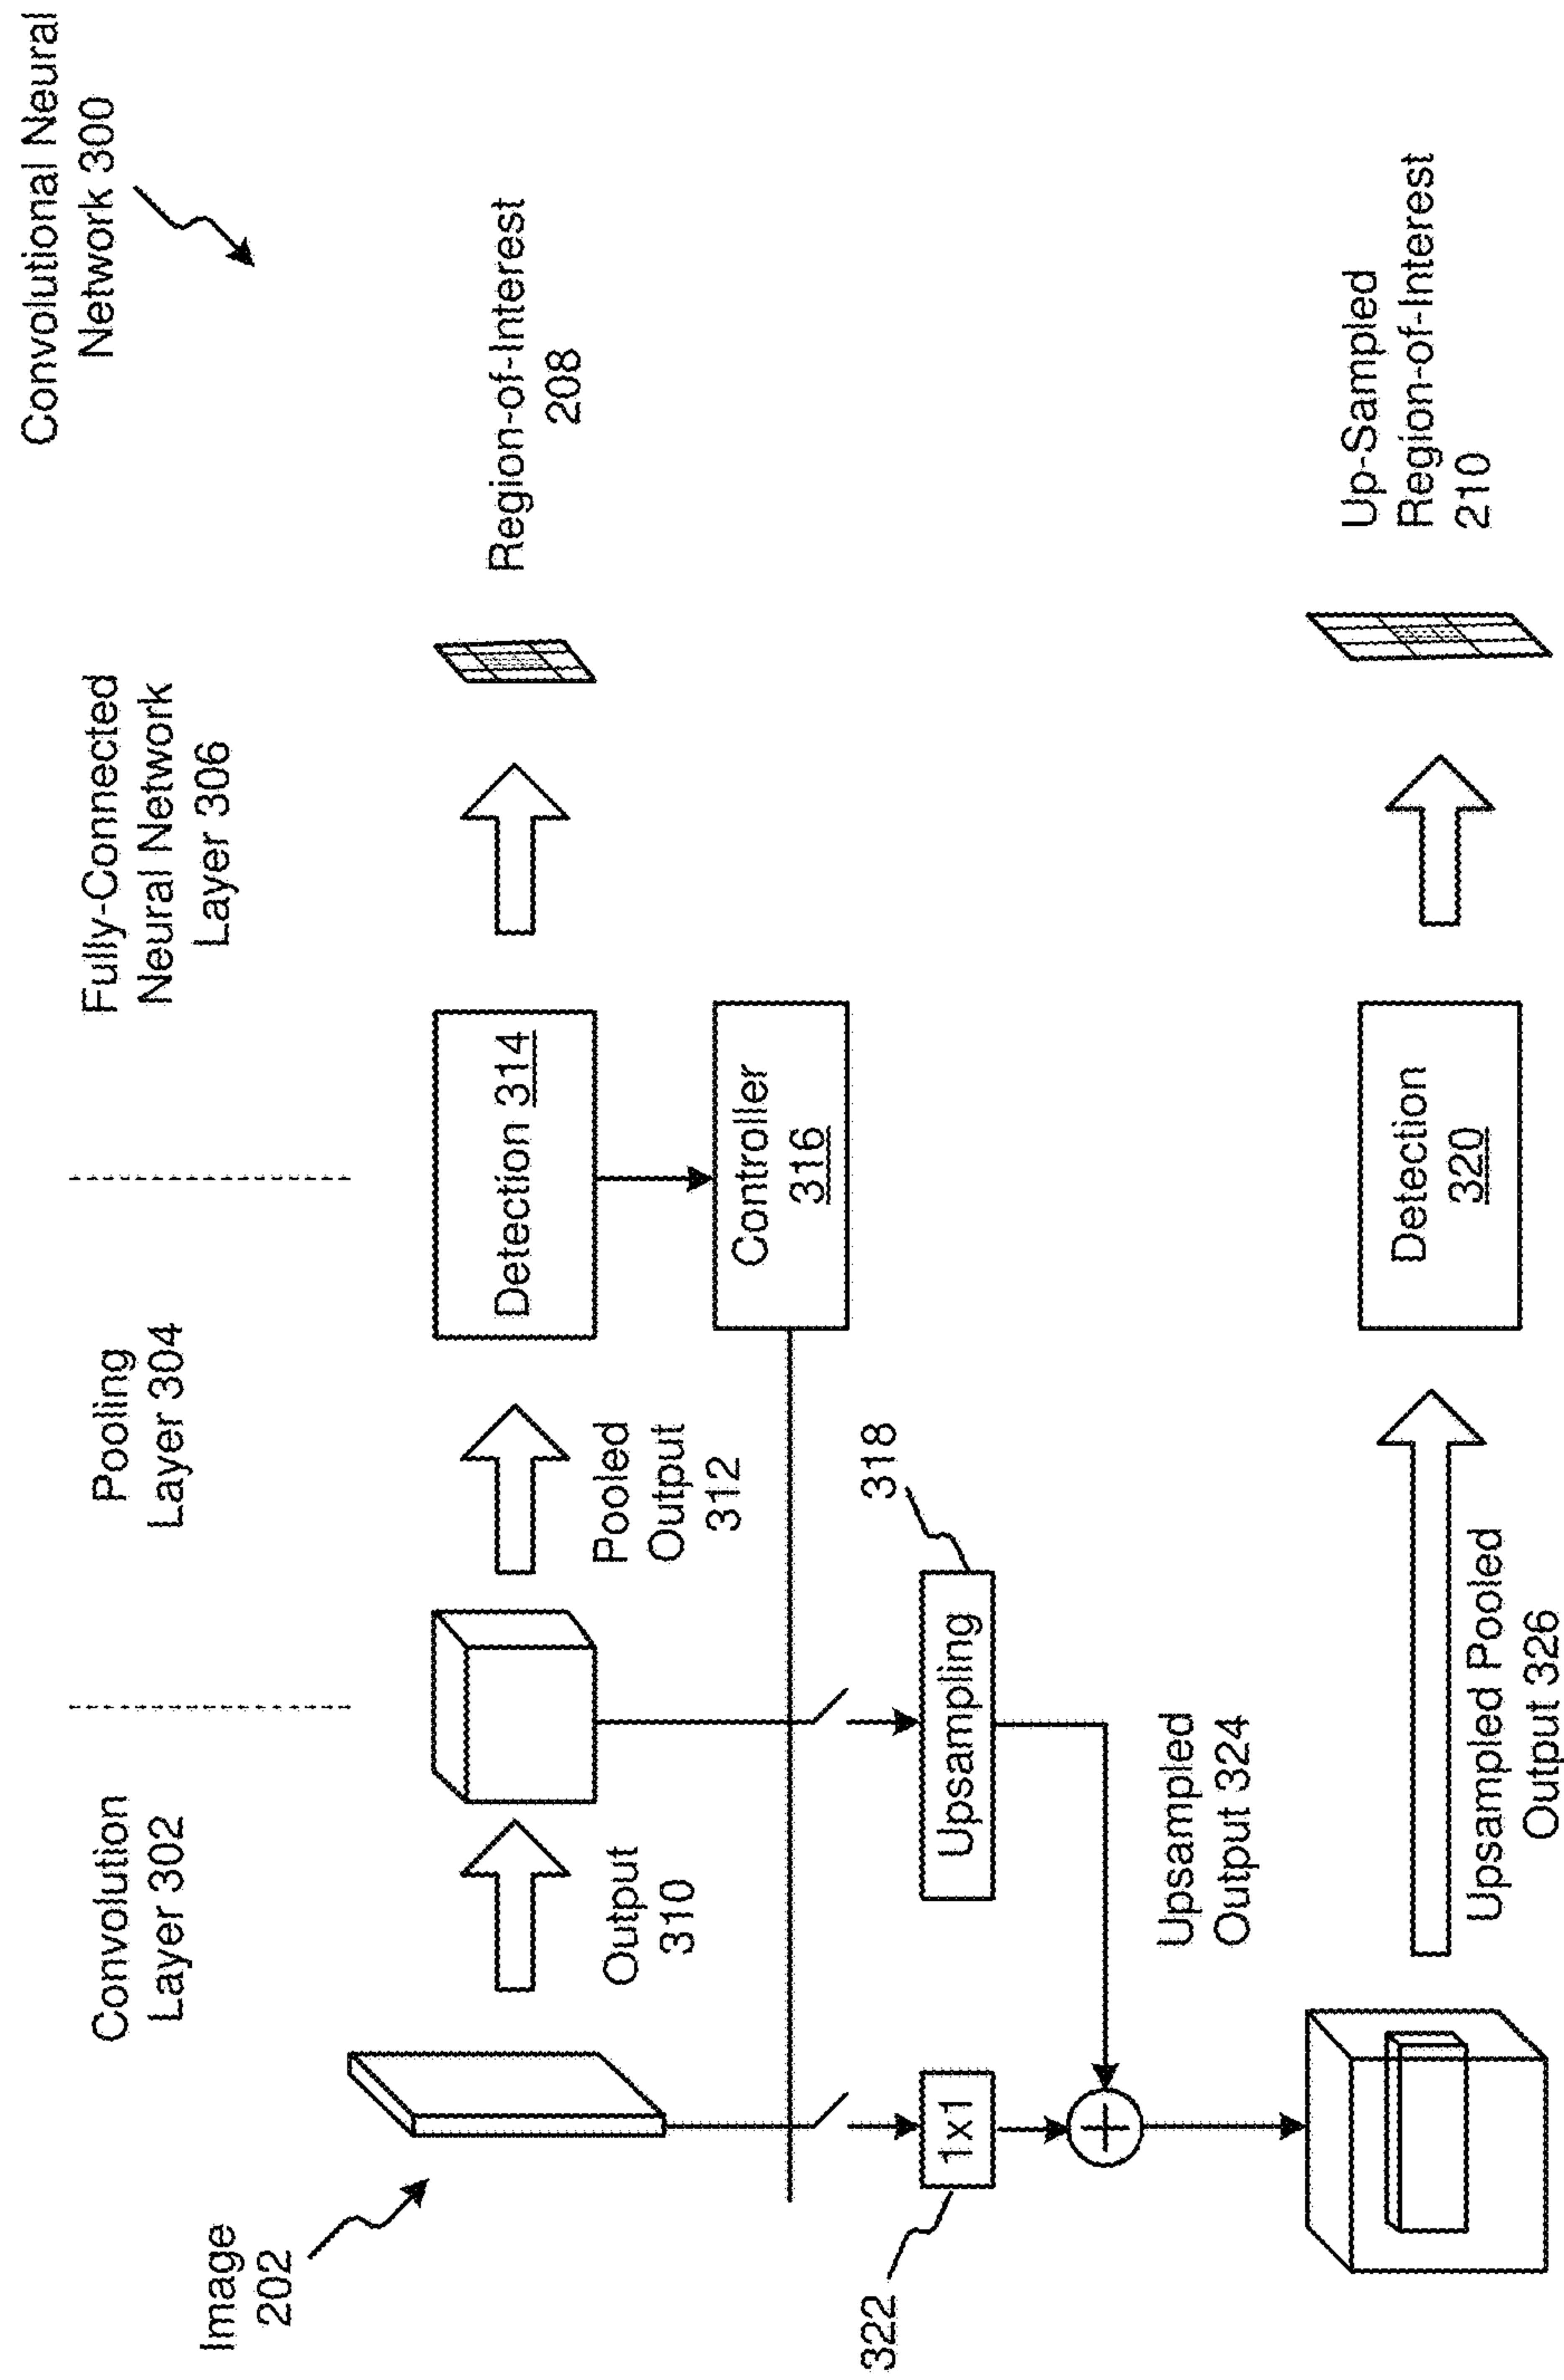 Convolutional Neural
Network 300
Convolution
Layer 302
Pooling
Layer 304
Fully-Connected
Neural Network
Layer 306
Image
202
Output
310
Pooled
Output
312
Detection 314
Region-of-Interest
208
Controller
316
318
Upsampling
322
1x1
Upsampled
Output 324
Upsampled Pooled
Output 326
Detection
320
Up-Sampled
Region-of-Interest
210